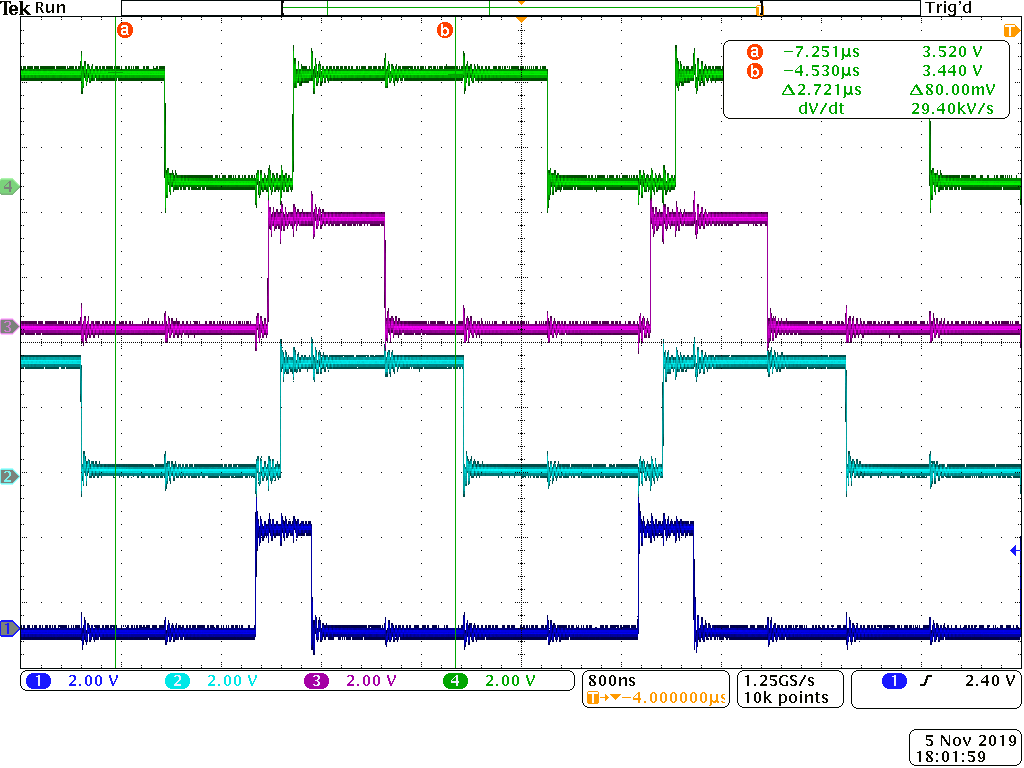 Tek Run Trig'd
a b T
a −7.251µs 3.520 V
b −4.530µs 3.440 V
Δ2.721µs Δ80.00mV
dV/dt 29.40kV/s
4
3
2
1
1 2.00 V 2 2.00 V 3 2.00 V 4 2.00 V
800ns
T→▼−4.000000µs
1.25GS/s
10k points
1 2.40 V
5 Nov 2019
18:01:59